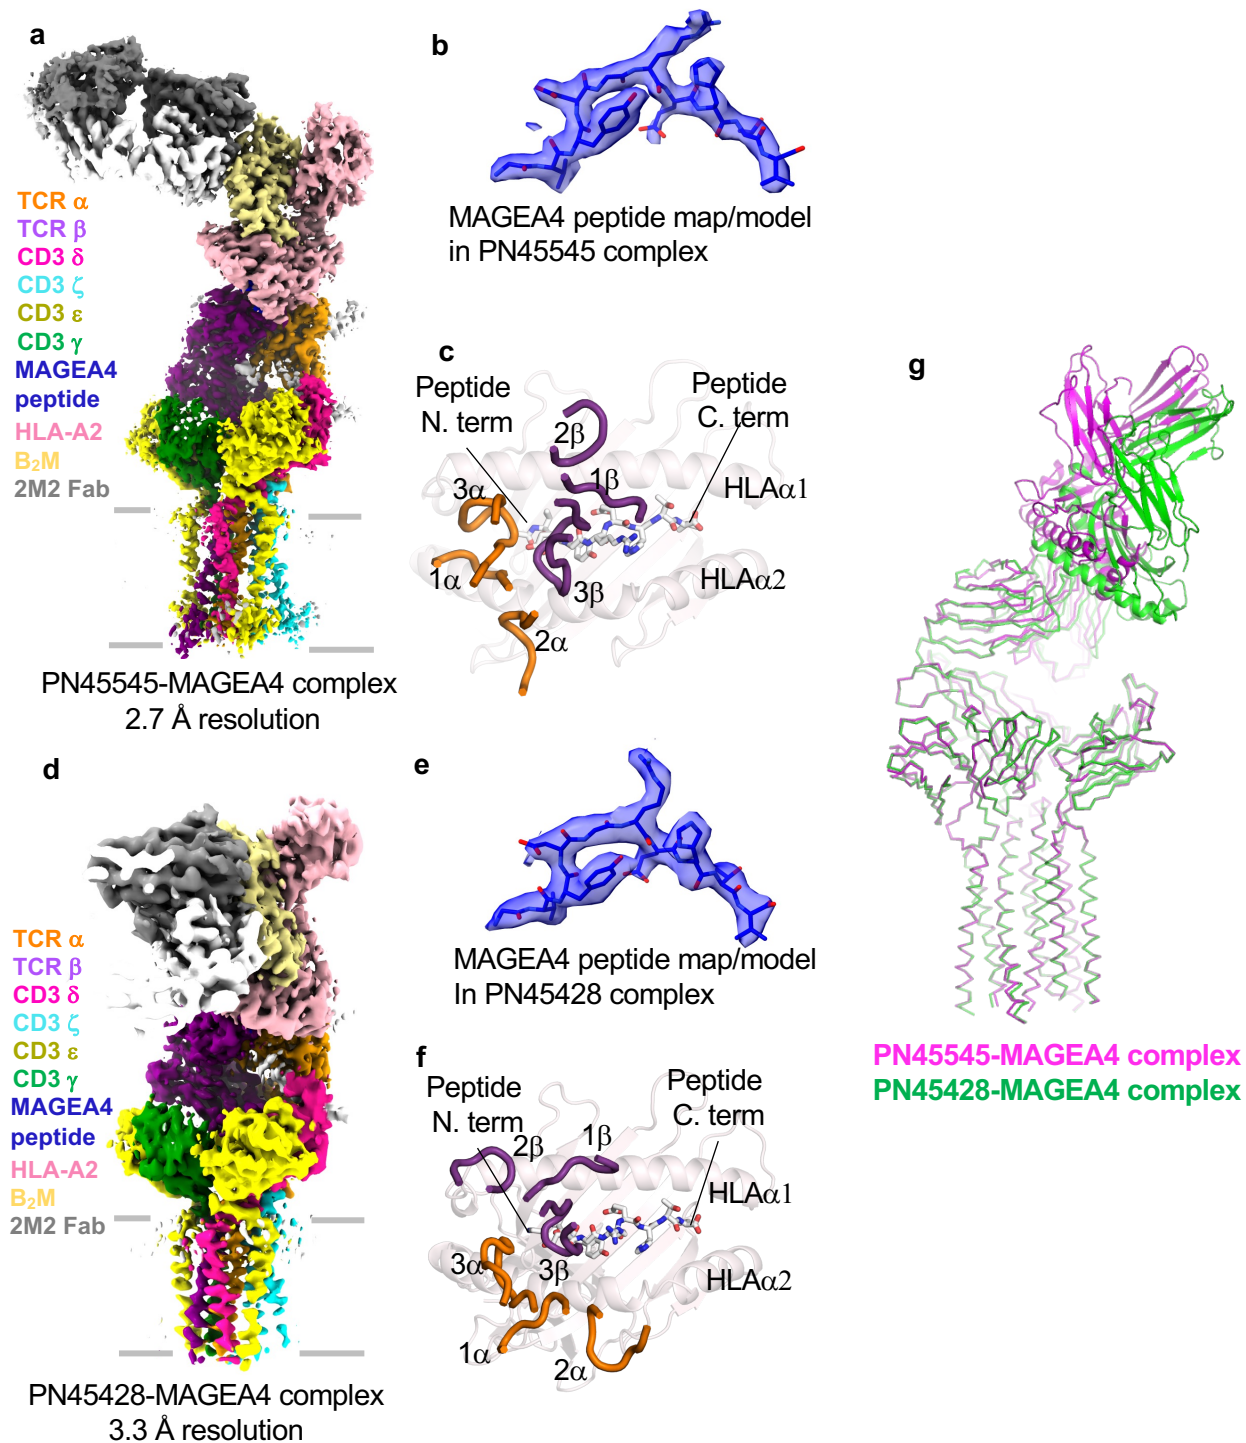 a
TCR α
TCR β
CD3 δ
CD3 ζ
CD3 ε
CD3 γ
MAGEA4
peptide
HLA-A2
B₂M
2M2 Fab
PN45545-MAGEA4 complex
2.7 Å resolution
b
MAGEA4 peptide map/model
in PN45545 complex
c
Peptide
N. term
Peptide
C. term
2β
1β
3α
HLAα1
1α
3β
HLAα2
2α
d
TCR α
TCR β
CD3 δ
CD3 ζ
CD3 ε
CD3 γ
MAGEA4
peptide
HLA-A2
B₂M
2M2 Fab
PN45428-MAGEA4 complex
3.3 Å resolution
e
MAGEA4 peptide map/model
In PN45428 complex
f
Peptide
N. term
Peptide
C. term
2β
1β
HLAα1
3α
3β
HLAα2
1α
2α
g
PN45545-MAGEA4 complex
PN45428-MAGEA4 complex